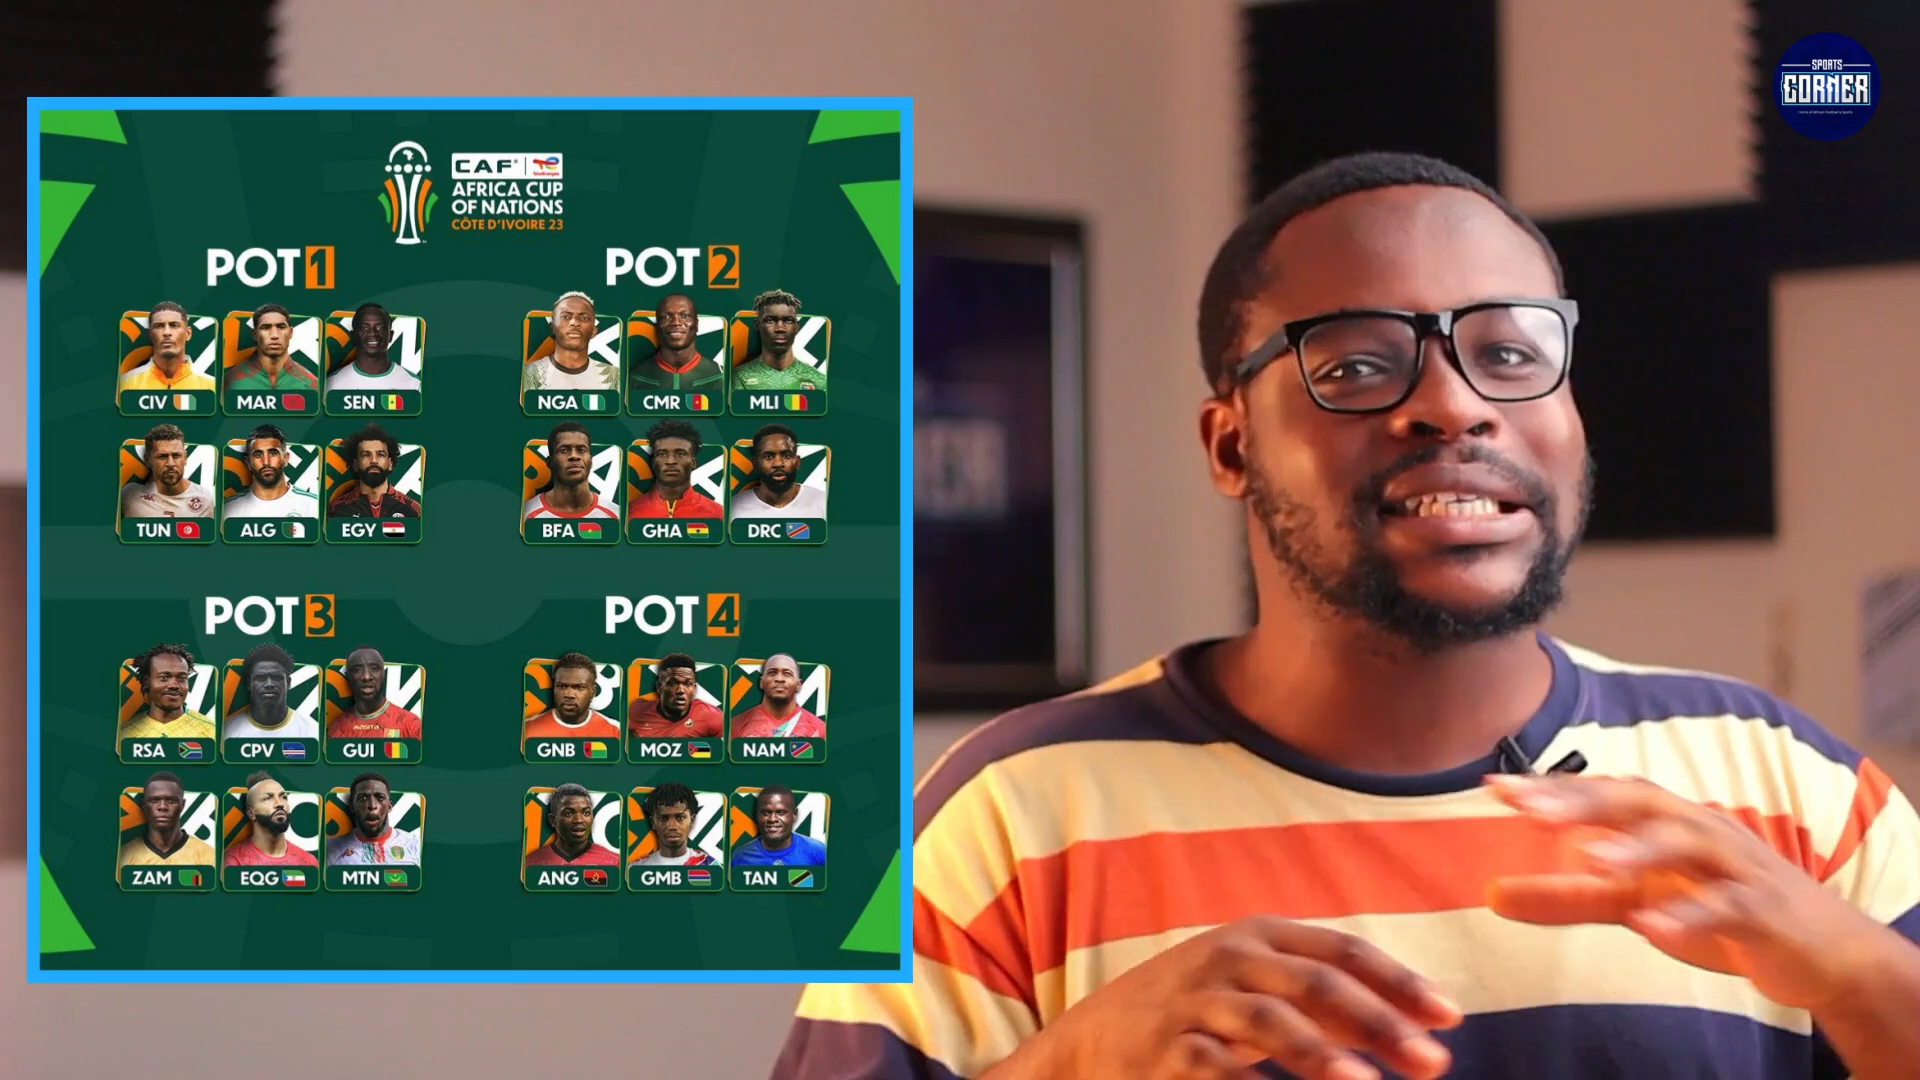 SPORTS
CORNER
CAF
TotalEnergies
AFRICA CUP
OF NATIONS
CÔTE D'IVOIRE 23
POT 1
POT 2
CIV MAR SEN
NGA CMR MLI
TUN ALG EGY
BFA GHA DRC
POT 3
POT 4
RSA CPV GUI
GNB MOZ NAM
ZAM EQG MTN
ANG GMB TAN